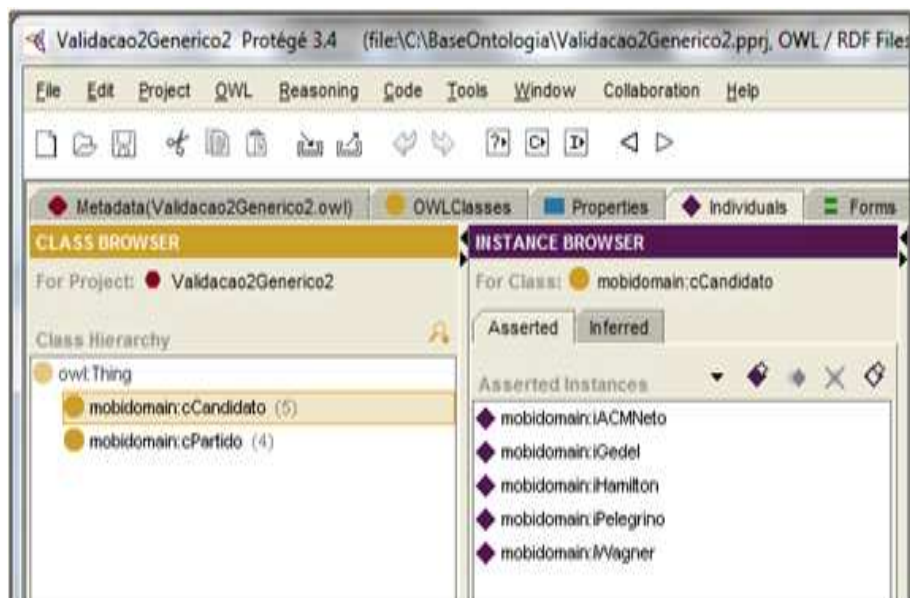 Validacao2Generico2 Protégé 3.4 (file:\C:\BaseOntologia\Validacao2Generico2.pprj, OWL / RDF Files
File Edit Project OWL Reasoning Code Tools Window Collaboration Help
Metadata(Validacao2Generico2.owl) OWLClasses Properties Individuals Forms
CLASS BROWSER
For Project: Validacao2Generico2
Class Hierarchy
owl:Thing
mobidomain:cCandidato (5)
mobidomain:cPartido (4)
INSTANCE BROWSER
For Class: mobidomain:cCandidato
Asserted Inferred
Asserted Instances
mobidomain:iACMNeto
mobidomain:iGedel
mobidomain:iHamilton
mobidomain:iPelegrino
mobidomain:iWagner